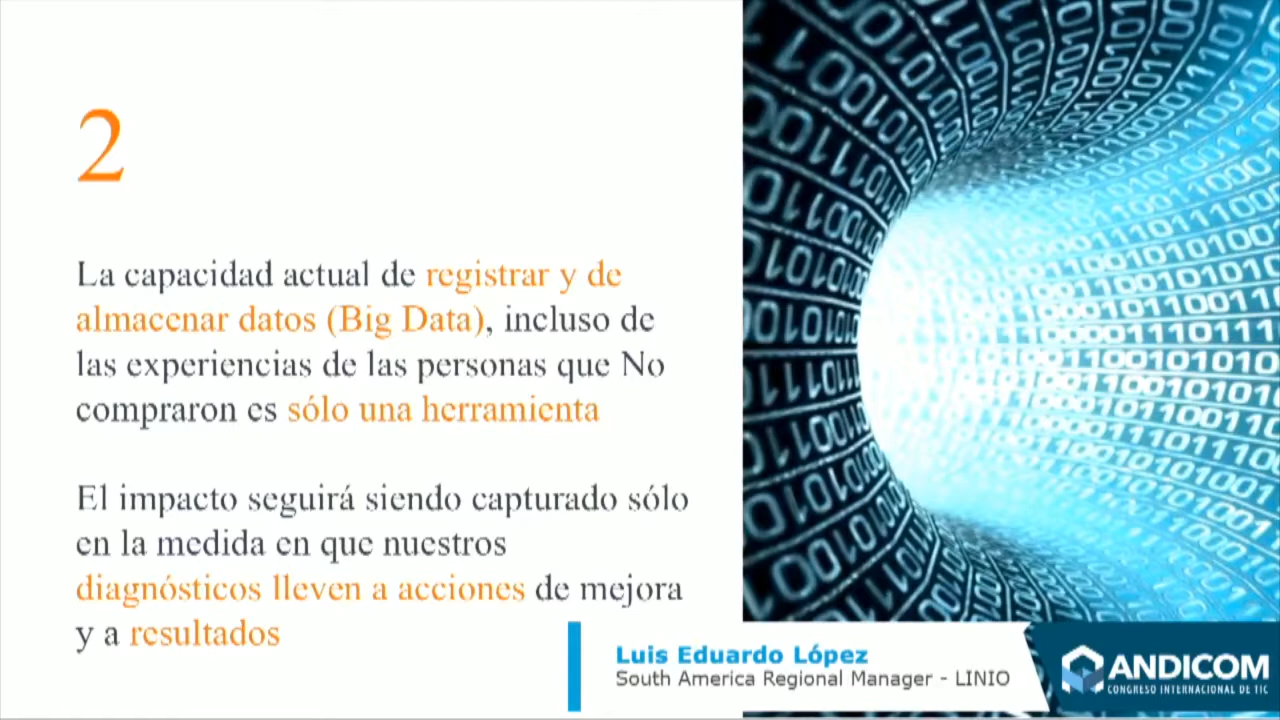 2
La capacidad actual de registrar y de
almacenar datos (Big Data), incluso de
las experiencias de las personas que No
compraron es sólo una herramienta
El impacto seguirá siendo capturado sólo
en la medida en que nuestros
diagnósticos lleven a acciones de mejora
y a resultados
Luis Eduardo López
South America Regional Manager - LINIO
ANDICOM
CONGRESO INTERNACIONAL DE TIC